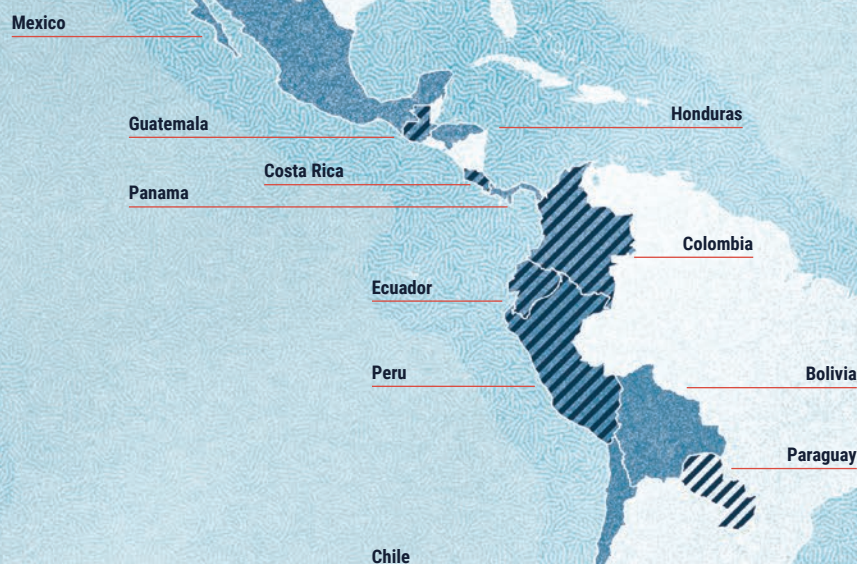 Mexico
Honduras
Guatemala
Costa Rica
Panama
Colombia
Ecuador
Peru
Bolivia
Paraguay
Chile